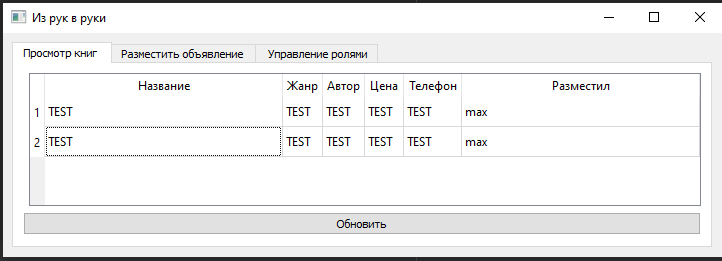 Из рук в руки
Просмотр книг Разместить объявление Управление ролями
Название Жанр Автор Цена Телефон Разместил
1 TEST TEST TEST TEST TEST max
2 TEST TEST TEST TEST TEST max
Обновить